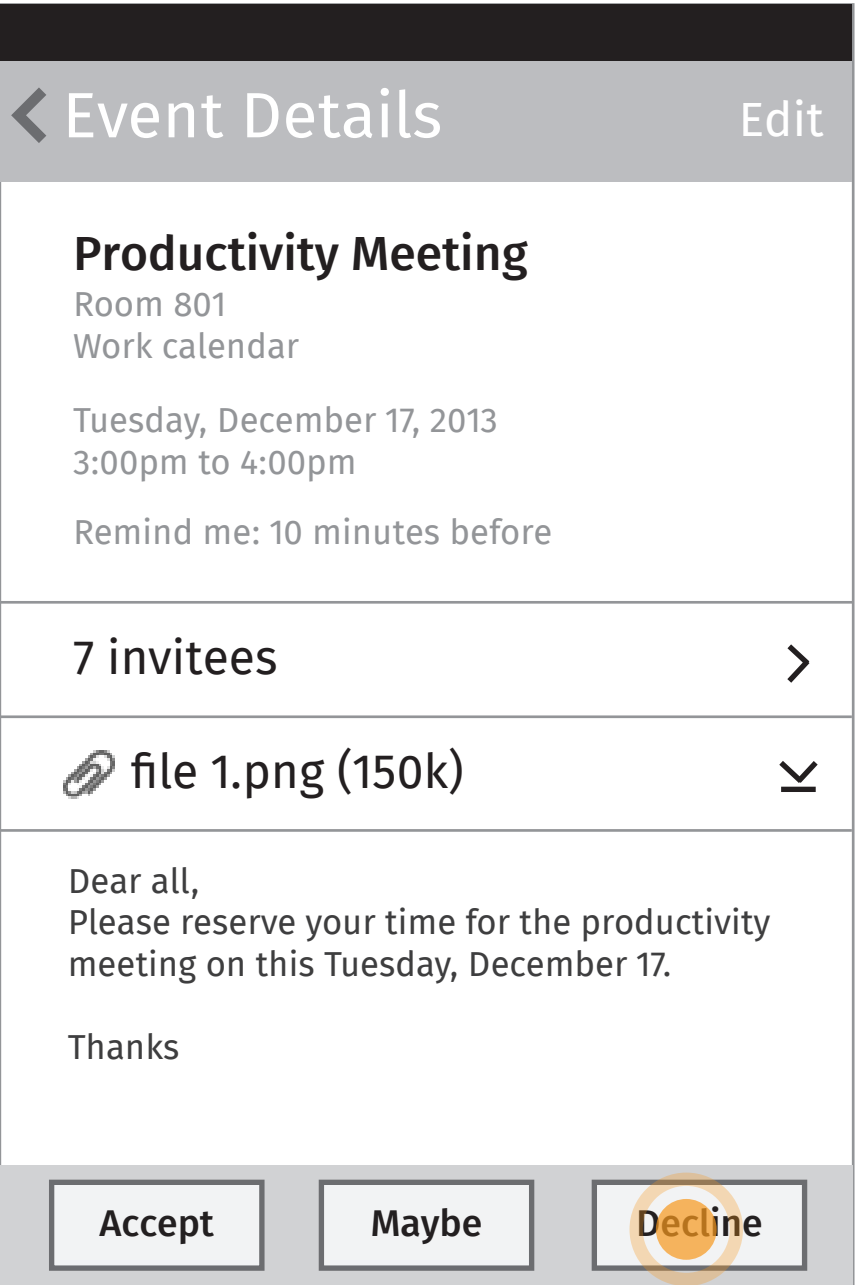 Event Details
Edit
Productivity Meeting
Room 801
Work calendar
Tuesday, December 17, 2013
3:00pm to 4:00pm
Remind me: 10 minutes before
7 invitees
file 1.png (150k)
Dear all,
Please reserve your time for the productivity
meeting on this Tuesday, December 17.
Thanks
Accept
Maybe
Decline